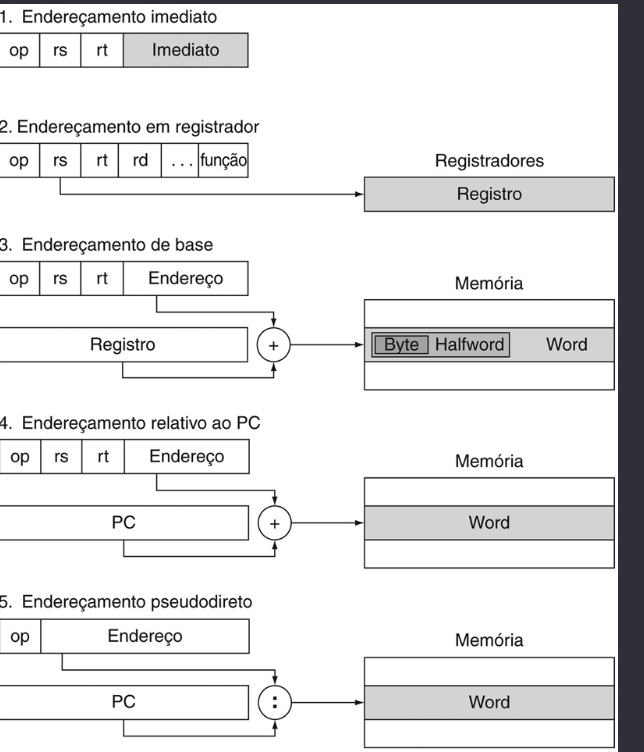 1. Endereçamento imediato
op rs rt Imediato
2. Endereçamento em registrador
op rs rt rd ... função
Registradores
Registro
3. Endereçamento de base
op rs rt Endereço
Memória
Registro + Byte Halfword Word
4. Endereçamento relativo ao PC
op rs rt Endereço
Memória
PC + Word
5. Endereçamento pseudodireto
op Endereço
Memória
PC : Word